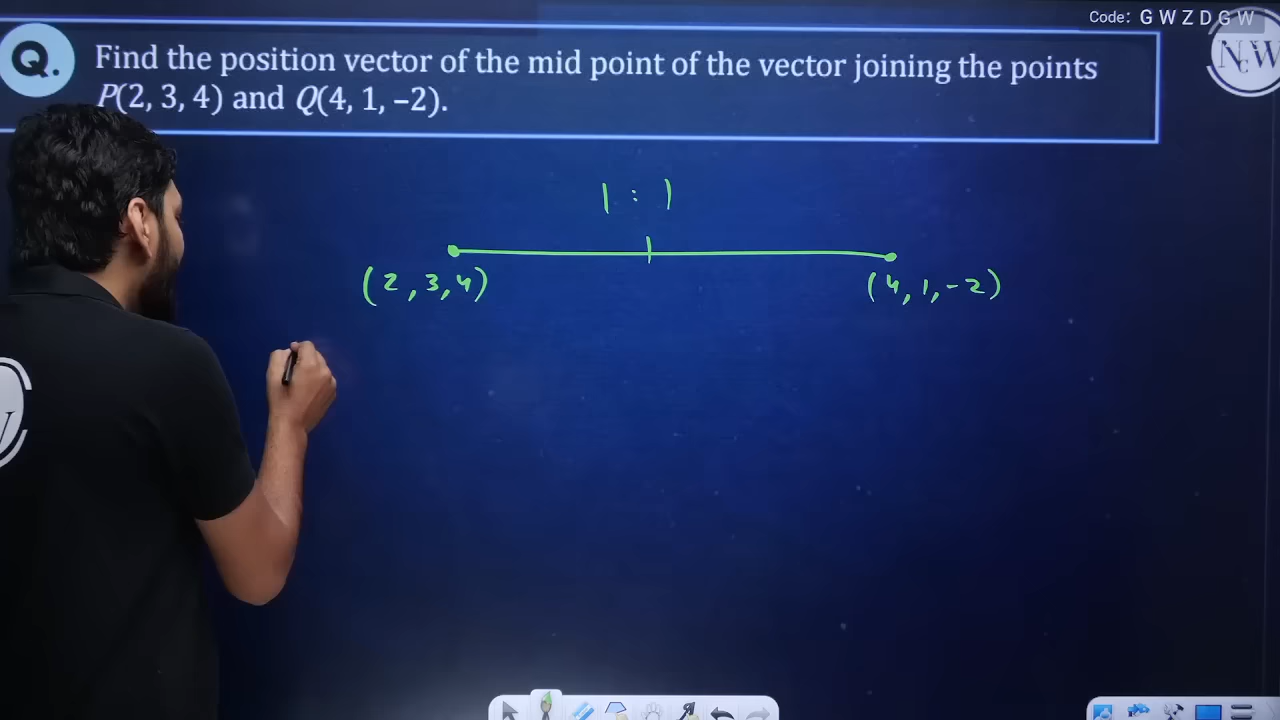 Code: G W Z D G W
NCW
Q. Find the position vector of the mid point of the vector joining the points
P(2, 3, 4) and Q(4, 1, −2).
1 : 1
(2, 3, 4) (4, 1, -2)